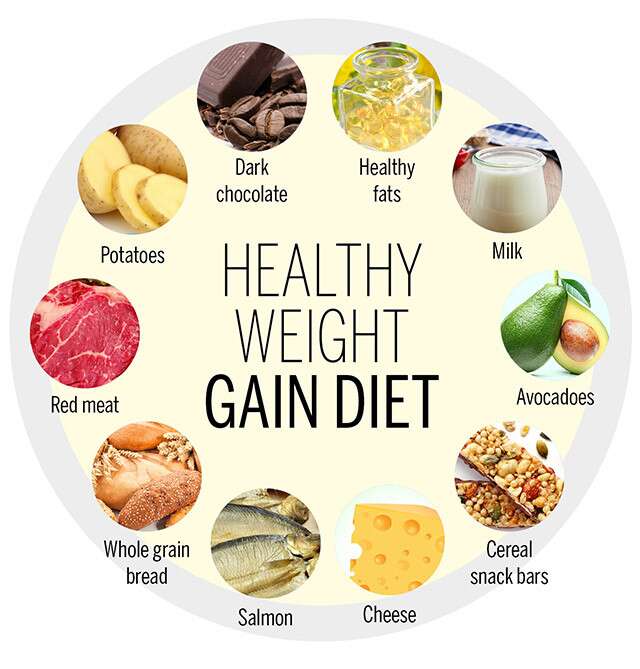 Dark
chocolate
Healthy
fats
Potatoes
Milk
HEALTHY
WEIGHT
GAIN DIET
Red meat
Avocadoes
Whole grain
bread
Cereal
snack bars
Salmon
Cheese